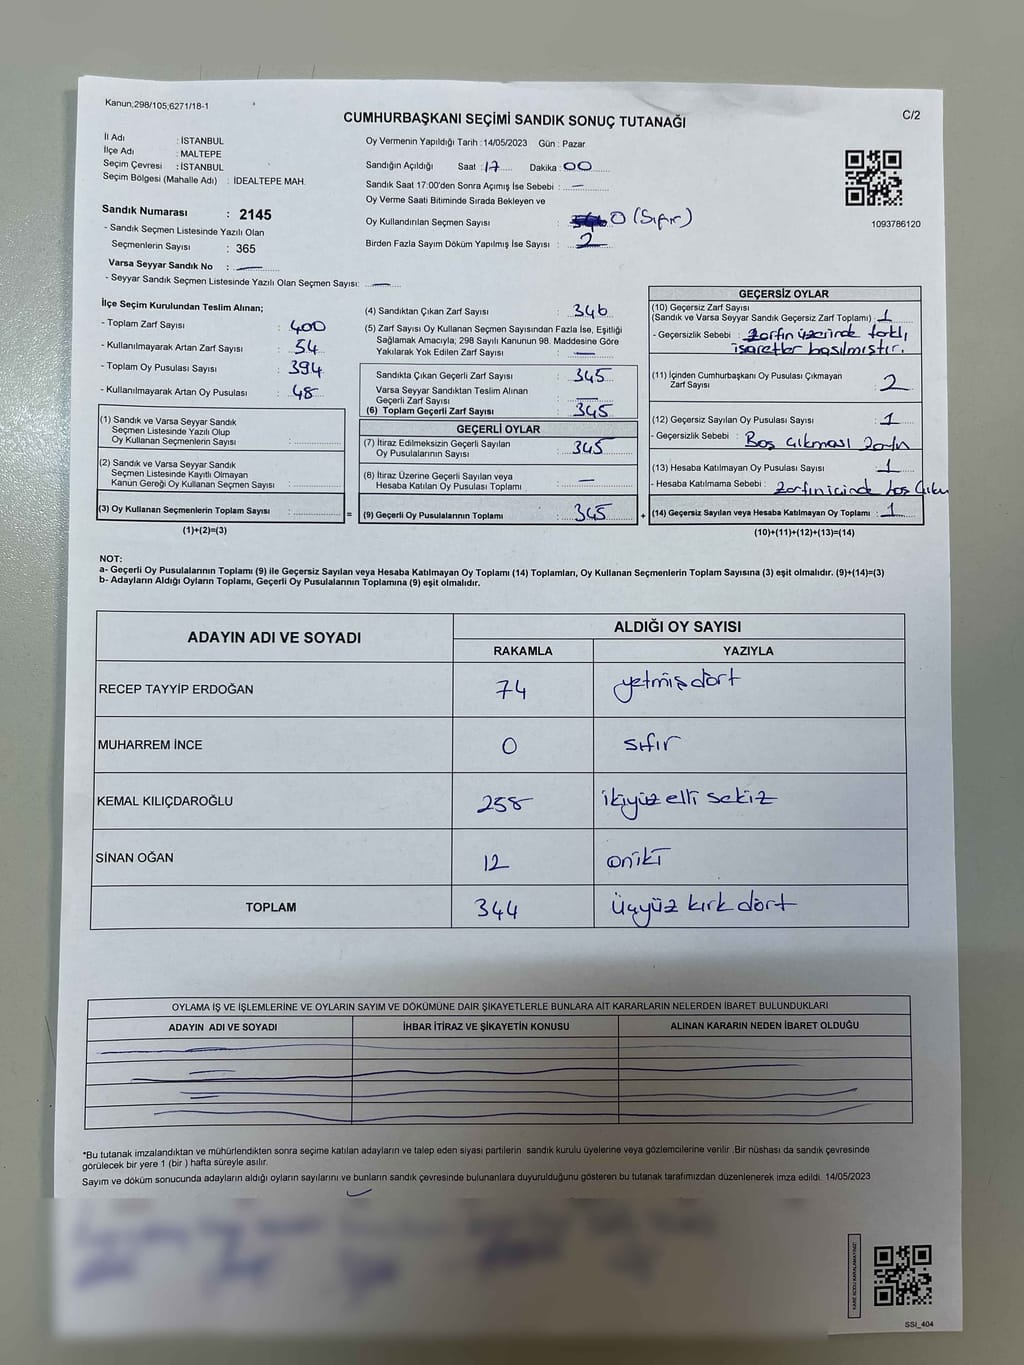 Kanun;298/105;6271/18-1
CUMHURBAŞKANI SEÇİMİ SANDIK SONUÇ TUTANAĞI
C/2
İl Adı : İSTANBUL
İlçe Adı : MALTEPE
Seçim Çevresi : İSTANBUL
Seçim Bölgesi (Mahalle Adı) : İDEALTEPE MAH.
Sandık Numarası : 2145
- Sandık Seçmen Listesinde Yazılı Olan
Seçmenlerin Sayısı : 365
Varsa Seyyar Sandık No :
- Seyyar Sandık Seçmen Listesinde Yazılı Olan Seçmen Sayısı:
Oy Vermenin Yapıldığı Tarih : 14/05/2023 Gün : Pazar
Sandığın Açıldığı Saat : 17 Dakika : 00
Sandık Saat 17:00'den Sonra Açımış İse Sebebi : —
Oy Verme Saati Bitiminde Sırada Bekleyen ve
Oy Kullandırılan Seçmen Sayısı : 0 (Sıfır)
Birden Fazla Sayım Döküm Yapılmış İse Sayısı : 2
1093786120
İlçe Seçim Kurulundan Teslim Alınan;
- Toplam Zarf Sayısı : 400
- Kullanılmayarak Artan Zarf Sayısı : 54
- Toplam Oy Pusulası Sayısı : 394
- Kullanılmayarak Artan Oy Pusulası : 48
(1) Sandık ve Varsa Seyyar Sandık
Seçmen Listesinde Yazılı Olup
Oy Kullanan Seçmenlerin Sayısı :
(2) Sandık ve Varsa Seyyar Sandık
Seçmen Listesinde Kayıtlı Olmayan
Kanun Gereği Oy Kullanan Seçmen Sayısı :
(3) Oy Kullanan Seçmenlerin Toplam Sayısı : =
(1)+(2)=(3)
(4) Sandıktan Çıkan Zarf Sayısı : 346
(5) Zarf Sayısı Oy Kullanan Seçmen Sayısından Fazla İse, Eşitliği
Sağlamak Amacıyla; 298 Sayılı Kanunun 98. Maddesine Göre
Yakılarak Yok Edilen Zarf Sayısı : —
Sandıkta Çıkan Geçerli Zarf Sayısı : 345
Varsa Seyyar Sandıktan Teslim Alınan
Geçerli Zarf Sayısı : —
(6) Toplam Geçerli Zarf Sayısı : 345
GEÇERLİ OYLAR
(7) İtiraz Edilmeksizin Geçerli Sayılan
Oy Pusulalarının Sayısı : 345
(8) İtiraz Üzerine Geçerli Sayılan veya
Hesaba Katılan Oy Pusulası Toplamı : —
(9) Geçerli Oy Pusulalarının Toplamı : 345 +
GEÇERSİZ OYLAR
(10) Geçersiz Zarf Sayısı
(Sandık ve Varsa Seyyar Sandık Geçersiz Zarf Toplamı) : 1
- Geçersizlik Sebebi : Zarfın üzerinde farklı
işaretler basılmıştır.
(11) İçinden Cumhurbaşkanı Oy Pusulası Çıkmayan
Zarf Sayısı : 2
(12) Geçersiz Sayılan Oy Pusulası Sayısı : 1
- Geçersizlik Sebebi : Boş çıkması
(13) Hesaba Katılmayan Oy Pusulası Sayısı : 1
- Hesaba Katılmama Sebebi : Zarfın içinde boş
(14) Geçersiz Sayılan veya Hesaba Katılmayan Oy Toplamı : 1
(10)+(11)+(12)+(13)=(14)
NOT:
a- Geçerli Oy Pusulalarının Toplamı (9) ile Geçersiz Sayılan veya Hesaba Katılmayan Oy Toplamı (14) Toplamları, Oy Kullanan Seçmenlerin Toplam Sayısına (3) eşit olmalıdır. (9)+(14)=(3)
b- Adayların Aldığı Oyların Toplamı, Geçerli Oy Pusulalarının Toplamına (9) eşit olmalıdır.
ADAYIN ADI VE SOYADI ALDIĞI OY SAYISI
RAKAMLA YAZIYLA
RECEP TAYYİP ERDOĞAN 74 yetmiş dört
MUHARREM İNCE 0 sıfır
KEMAL KILIÇDAROĞLU 258 ikiyüz elli sekiz
SİNAN OĞAN 12 oniki
TOPLAM 344 Üçyüz kırk dört
OYLAMA İŞ VE İŞLEMLERİNE VE OYLARIN SAYIM VE DÖKÜMÜNE DAİR ŞİKAYETLERLE BUNLARA AİT KARARLARIN NELERDEN İBARET BULUNDUKLARI
ADAYIN ADI VE SOYADI İHBAR İTİRAZ VE ŞİKAYETİN KONUSU ALINAN KARARIN NEDEN İBARET OLDUĞU
*Bu tutanak imzalandıktan ve mühürlendikten sonra seçime katılan adayların ve talep eden siyasi partilerin sandık kurulu üyelerine veya gözlemcilerine verilir .Bir nüshası da sandık çevresinde
görülecek bir yere 1 (bir ) hafta süreyle asılır.
Sayım ve döküm sonucunda adayların aldığı oyların sayılarını ve bunların sandık çevresinde bulunanlara duyurulduğunu gösteren bu tutanak tarafımızdan düzenlenerek imza edildi. 14/05/2023
KARE KODU KARALAMAYINIZ!
SSI_404